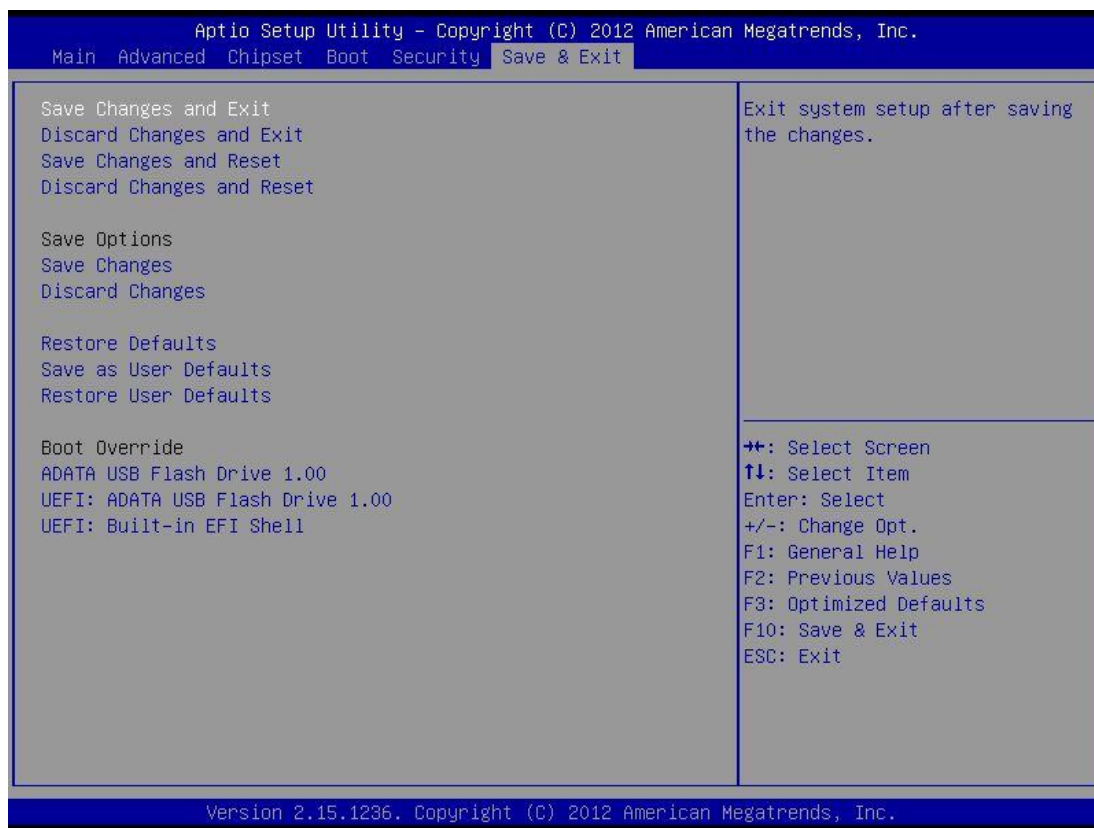 Aptio Setup Utility - Copyright (C) 2012 American Megatrends, Inc.
Main Advanced Chipset Boot Security Save & Exit
Save Changes and Exit
Discard Changes and Exit
Save Changes and Reset
Discard Changes and Reset
Save Options
Save Changes
Discard Changes
Restore Defaults
Save as User Defaults
Restore User Defaults
Boot Override
ADATA USB Flash Drive 1.00
UEFI: ADATA USB Flash Drive 1.00
UEFI: Built-in EFI Shell
Exit system setup after saving
the changes.
→←: Select Screen
↑↓: Select Item
Enter: Select
+/-: Change Opt.
F1: General Help
F2: Previous Values
F3: Optimized Defaults
F10: Save & Exit
ESC: Exit
Version 2.15.1236. Copyright (C) 2012 American Megatrends, Inc.